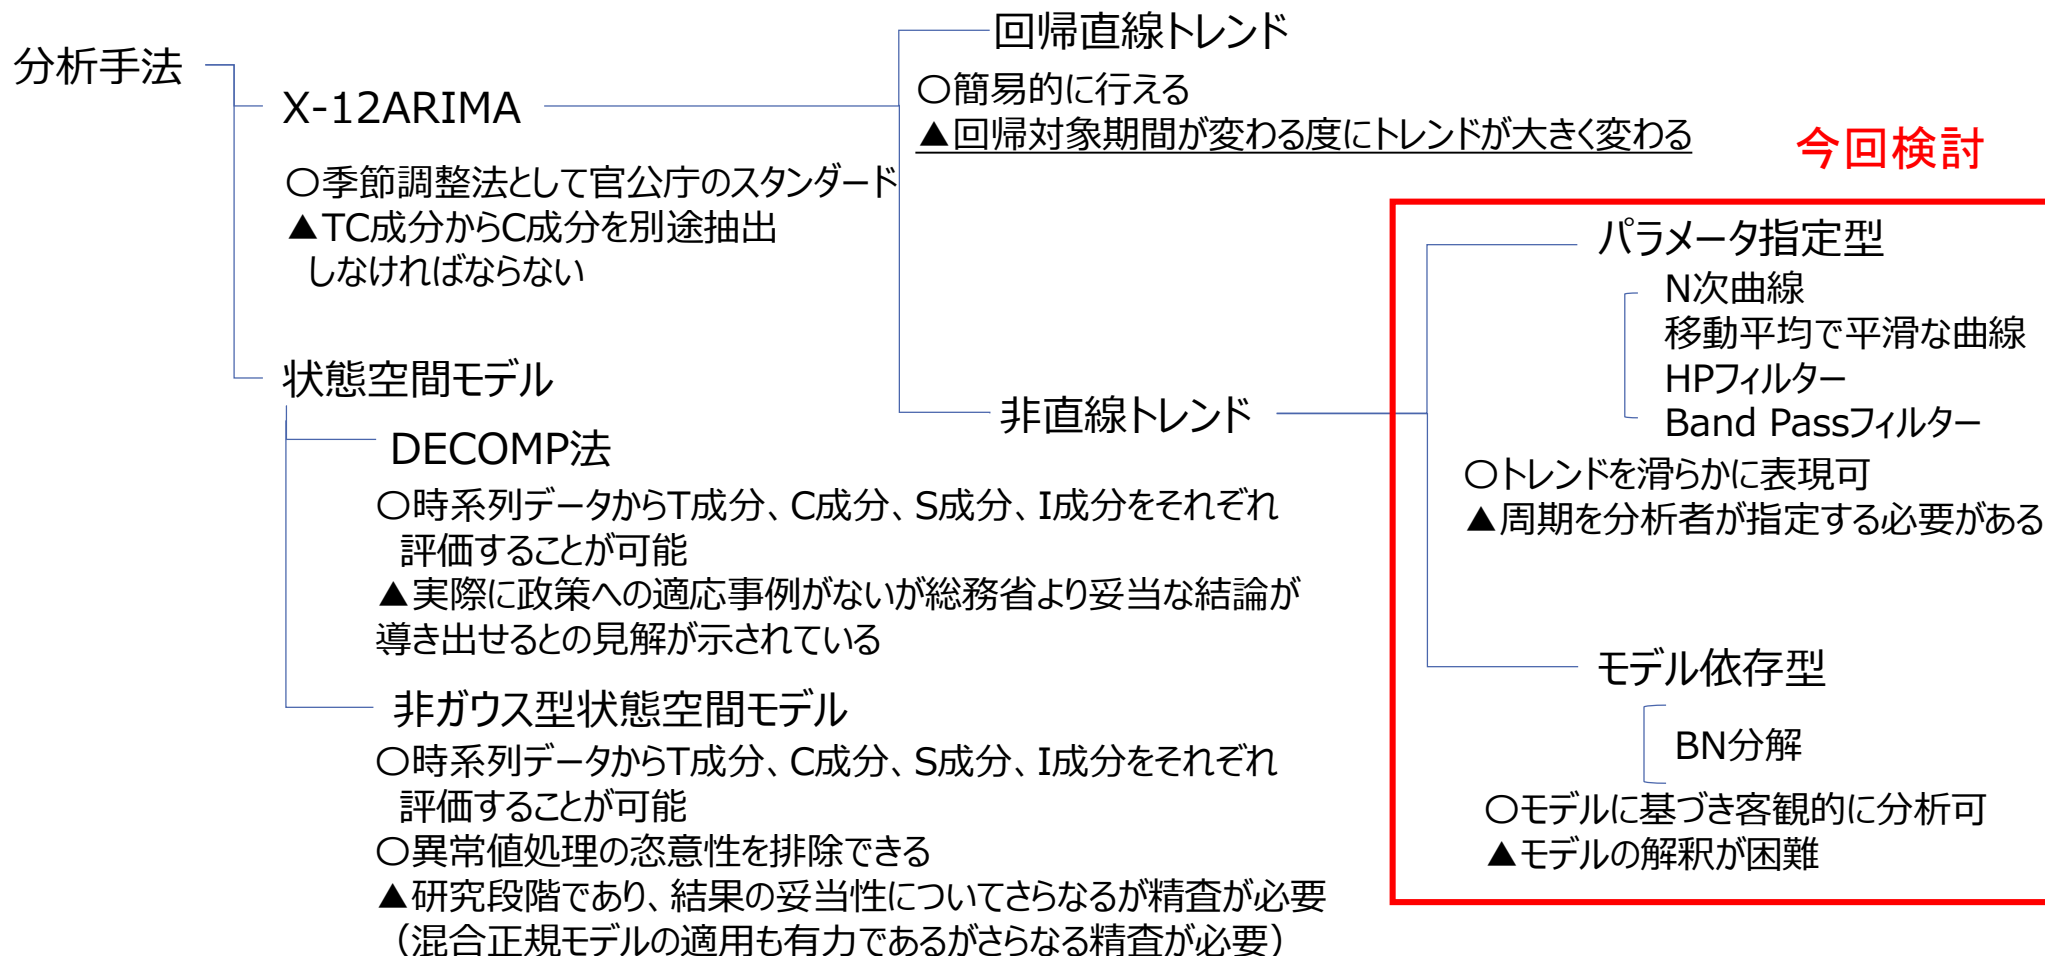 分析手法
X-12ARIMA
〇季節調整法として官公庁のスタンダード
▲TC成分からC成分を別途抽出
しなければならない
回帰直線トレンド
〇簡易的に行える
▲回帰対象期間が変わる度にトレンドが大きく変わる
今回検討
非直線トレンド
パラメータ指定型
N次曲線
移動平均で平滑な曲線
HPフィルター
Band Passフィルター
〇トレンドを滑らかに表現可
▲周期を分析者が指定する必要がある
モデル依存型
BN分解
〇モデルに基づき客観的に分析可
▲モデルの解釈が困難
状態空間モデル
DECOMP法
〇時系列データからT成分、C成分、S成分、I成分をそれぞれ
評価することが可能
▲実際に政策への適応事例がないが総務省より妥当な結論が
導き出せるとの見解が示されている
非ガウス型状態空間モデル
〇時系列データからT成分、C成分、S成分、I成分をそれぞれ
評価することが可能
〇異常値処理の恣意性を排除できる
▲研究段階であり、結果の妥当性についてさらなるが精査が必要
（混合正規モデルの適用も有力であるがさらなる精査が必要）